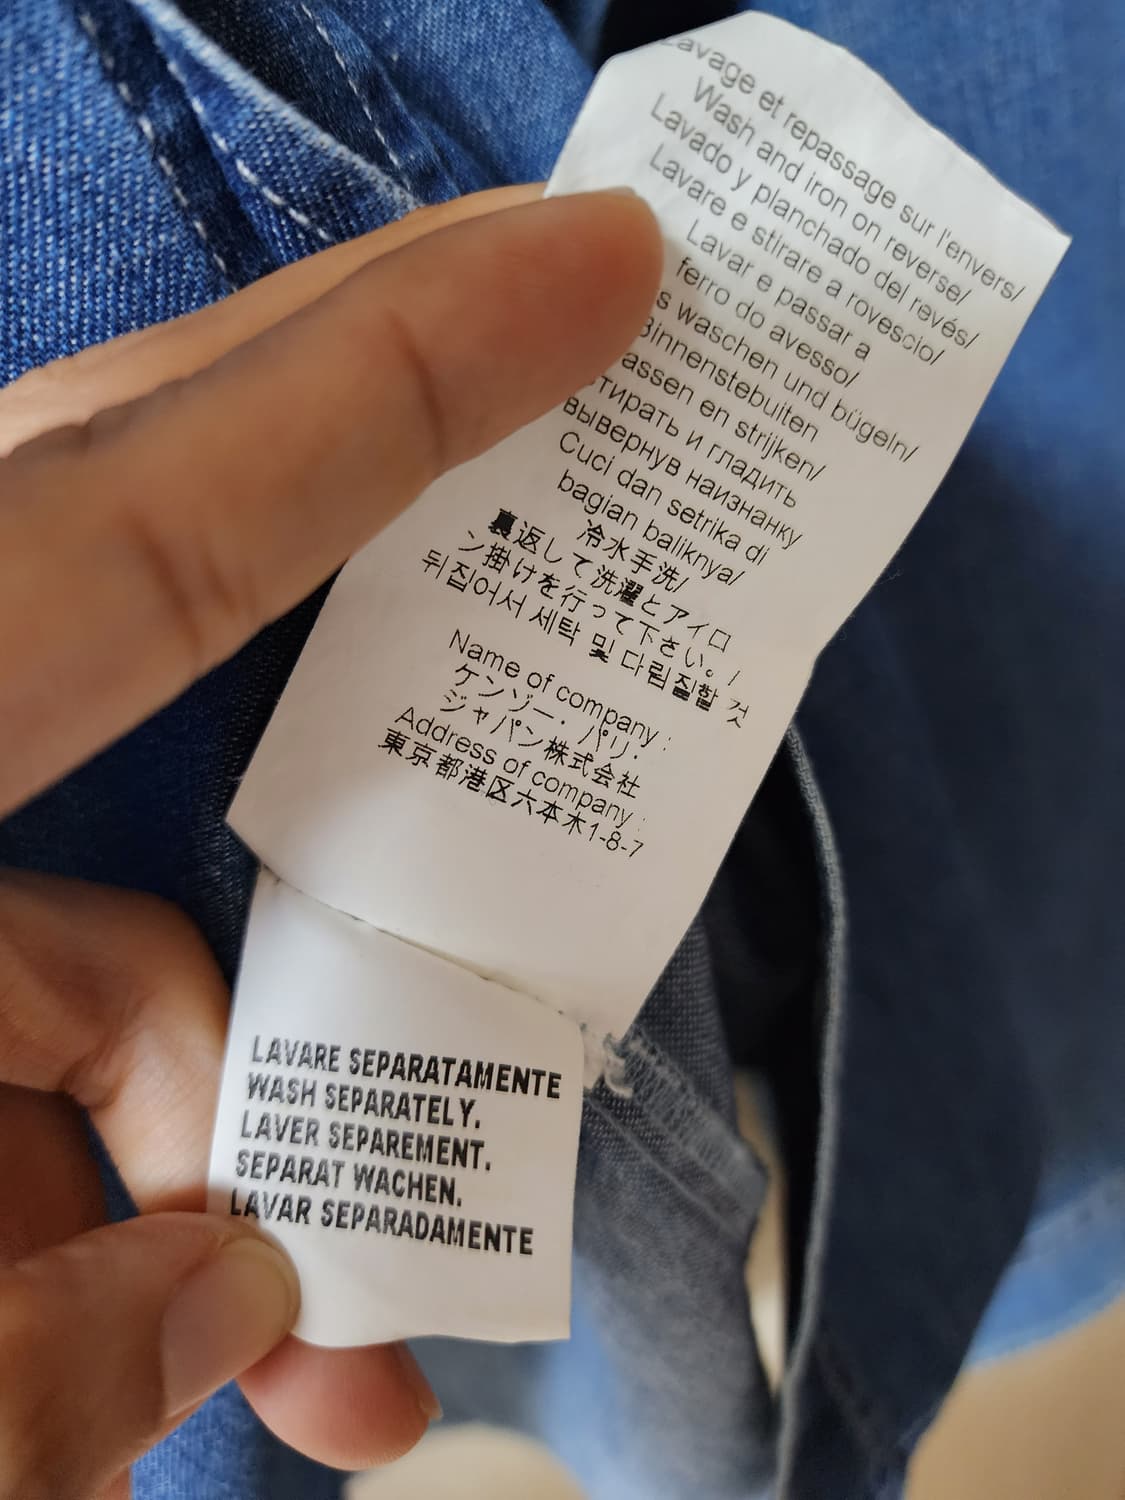 Lavage et repassage sur l'envers/
Wash and iron on reverse/
Lavado y planchado del revés/
Lavare e stirare a rovescio/
Lavar e passar a
ferro do avesso/
s waschen und bügeln/
Binnenstebuiten
assen en strijken/
тирать и гладить
вывернув наизнанку
Cuci dan setrika di
bagian baliknya/
冷水手洗/
裏返して洗濯とアイロ
ン掛けを行って下さい。/
뒤집어서 세탁 및 다림질할 것
Name of company :
ケンゾー・パリ・
ジャパン株式会社
Address of company :
東京都港区六本木1-8-7
LAVARE SEPARATAMENTE
WASH SEPARATELY.
LAVER SEPAREMENT.
SEPARAT WACHEN.
LAVAR SEPARADAMENTE